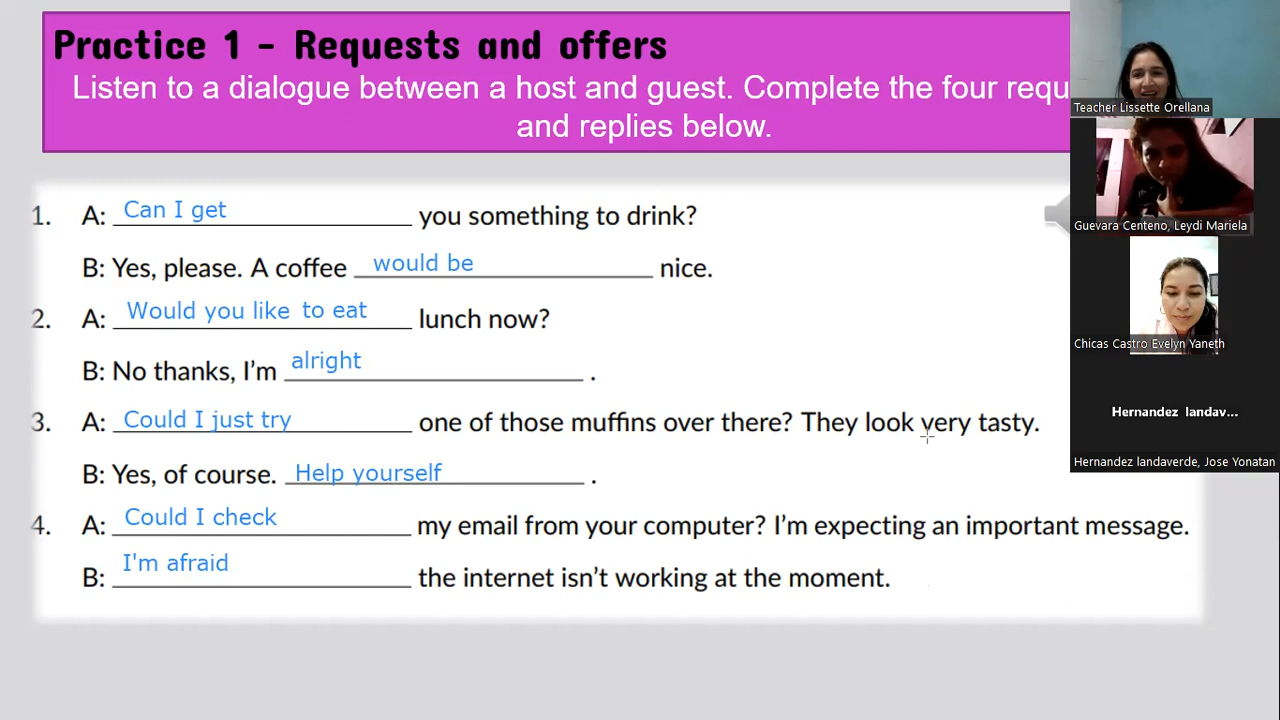 Practice 1 - Requests and offers
Listen to a dialogue between a host and guest. Complete the four requ
and replies below.
1. A: Can I get you something to drink?
B: Yes, please. A coffee would be nice.
2. A: Would you like to eat lunch now?
B: No thanks, I'm alright .
3. A: Could I just try one of those muffins over there? They look very tasty.
B: Yes, of course. Help yourself .
4. A: Could I check my email from your computer? I'm expecting an important message.
B: I'm afraid the internet isn't working at the moment.
Teacher Lissette Orellana
Guevara Centeno, Leydi Mariela
Chicas Castro Evelyn Yaneth
Hernandez landav...
Hernandez landaverde, Jose Yonatan